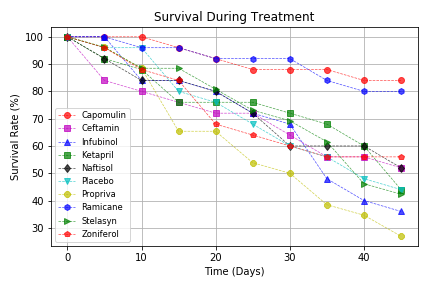 Survival During Treatment
Survival Rate (%)
100
90
80
70
60
50
40
30
Capomulin
Ceftamin
Infubinol
Ketapril
Naftisol
Placebo
Propriva
Ramicane
Stelasyn
Zoniferol
0
10
20
30
40
Time (Days)